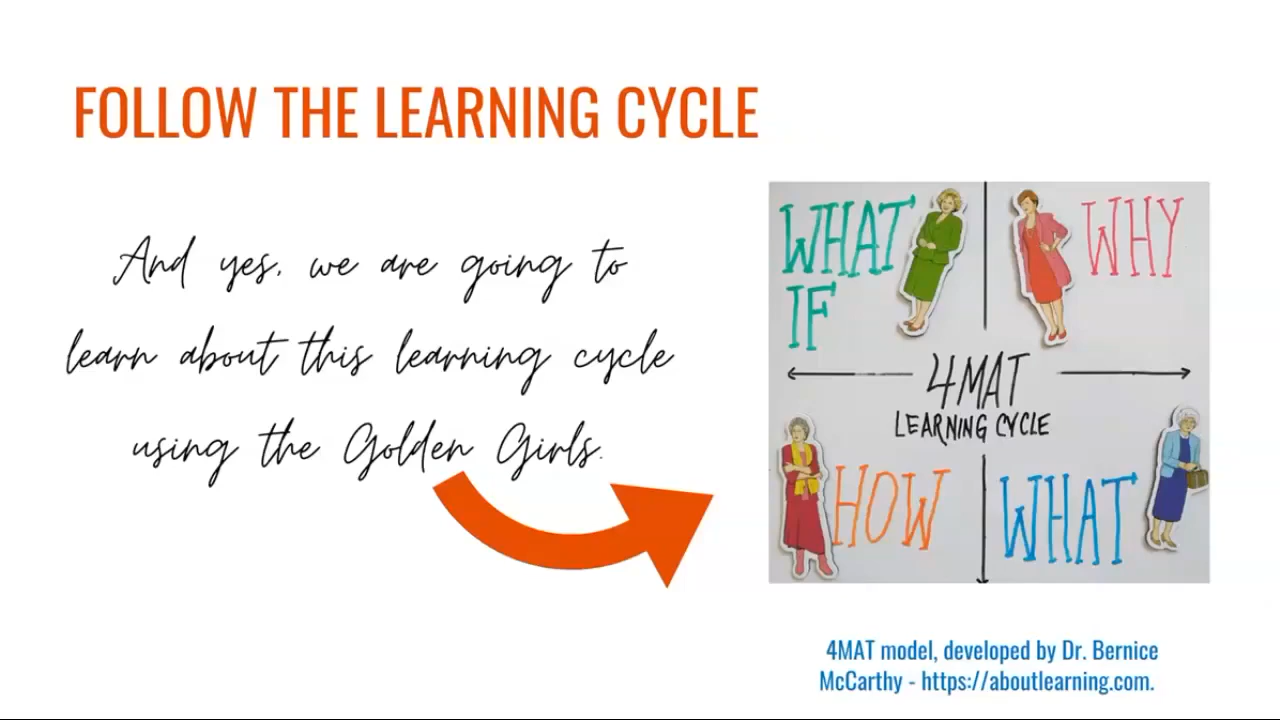 FOLLOW THE LEARNING CYCLE
And yes, we are going to
learn about this learning cycle
using the Golden Girls.
WHAT
IF
WHY
4MAT
LEARNING CYCLE
HOW
WHAT
4MAT model, developed by Dr. Bernice
McCarthy - https://aboutlearning.com.